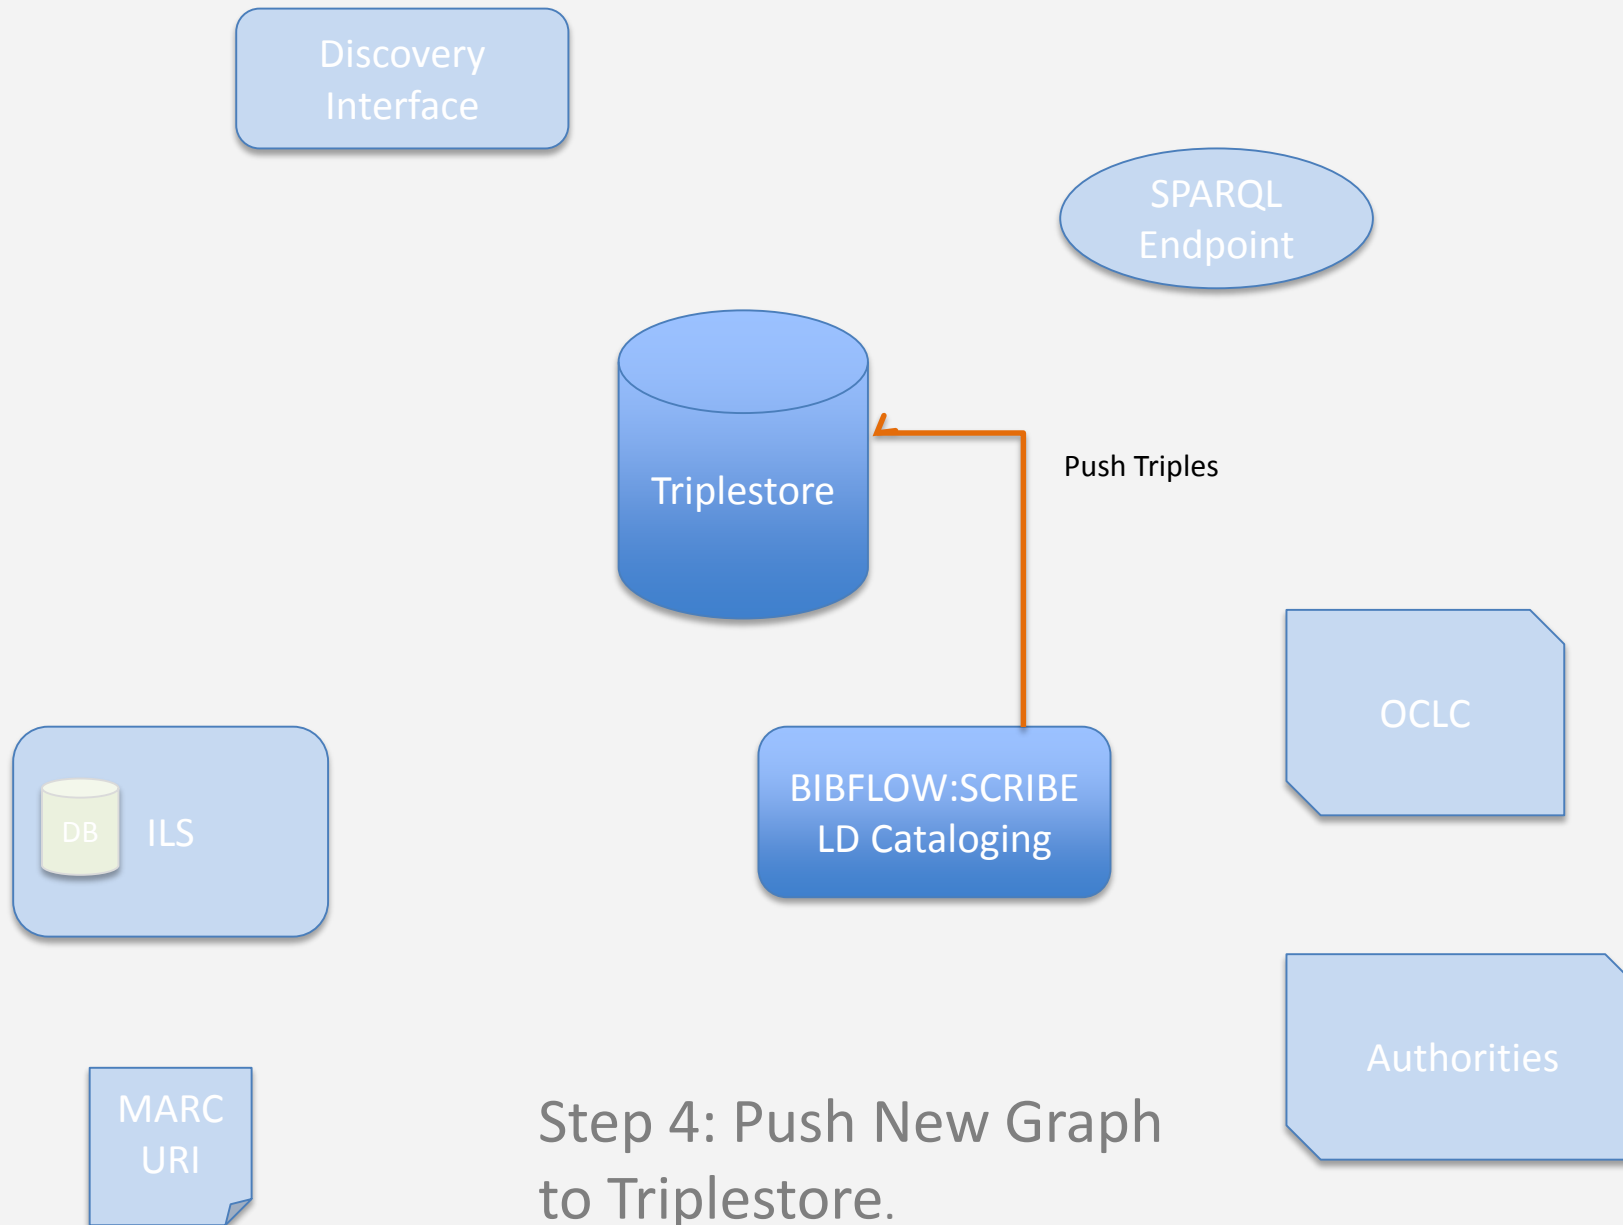 Discovery
Interface
SPARQL
Endpoint
Triplestore
Push Triples
OCLC
BIBFLOW:SCRIBE
LD Cataloging
DB
ILS
Authorities
MARC
URI
Step 4: Push New Graph
to Triplestore.